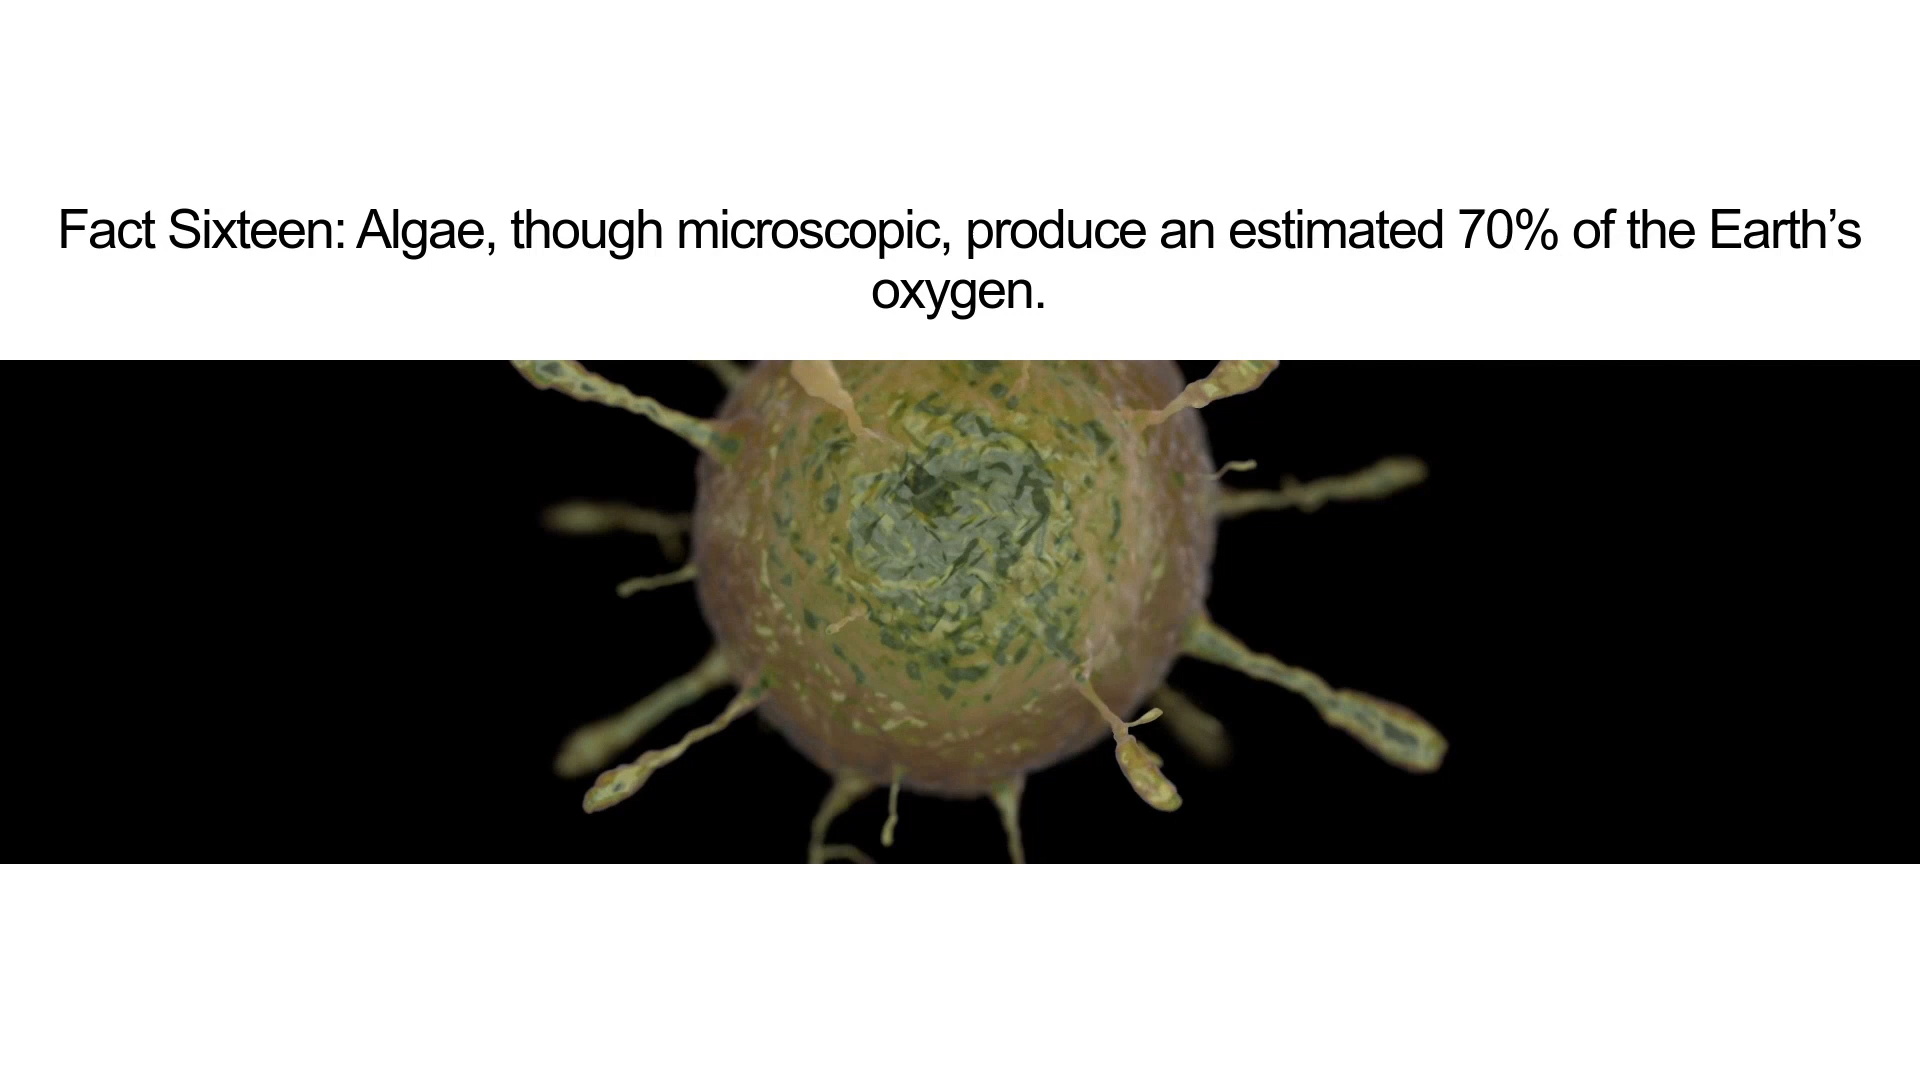 Fact Sixteen: Algae, though microscopic, produce an estimated 70% of the Earth’s
oxygen.